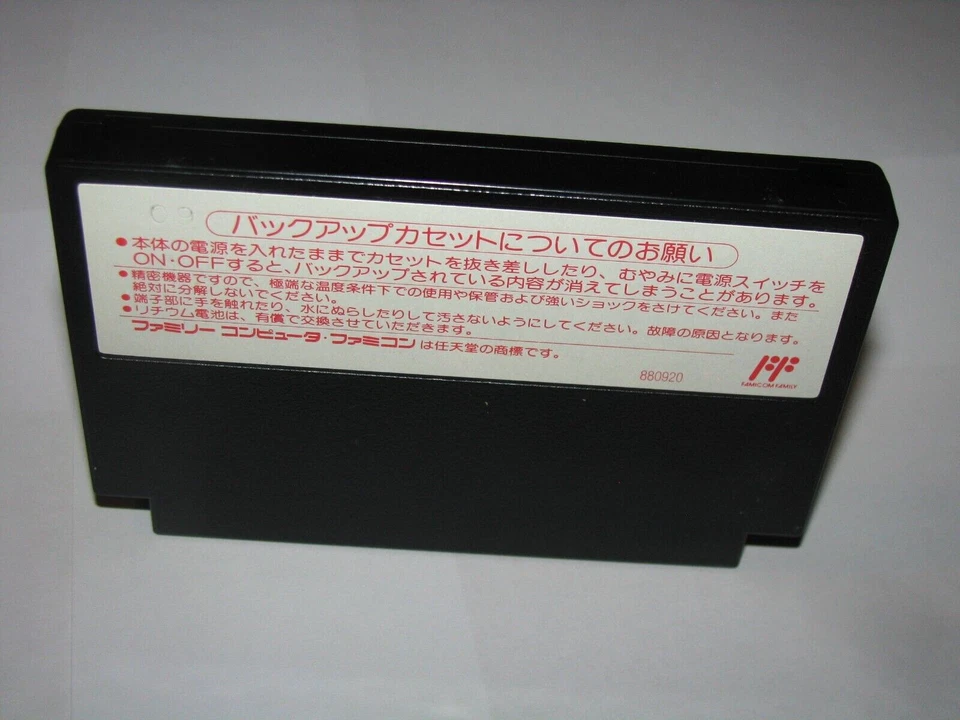 C9
バックアップカセットについてのお願い
●本体の電源を入れたままでカセットを抜き差ししたり、むやみに電源スイッチを
ON・OFFすると、バックアップされている内容が消えてしまうことがあります。
●精密機器ですので、極端な温度条件下での使用や保管および強いショックをさけてください。また
絶対に分解しないでください。
●端子部に手を触れたり、水にぬらしたりして汚さないようにしてください。故障の原因となります。
●リチウム電池は、有償で交換させていただきます。
ファミリー コンピュータ・ファミコンは任天堂の商標です。
880920
FAMICOM FAMILY